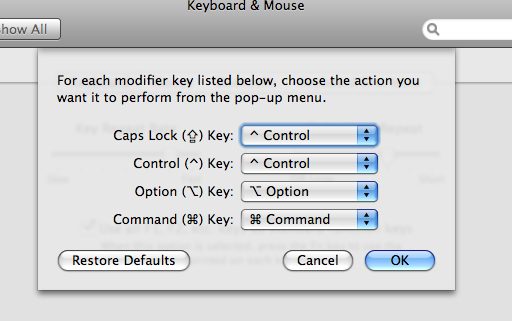 Keyboard & Mouse
Show All
For each modifier key listed below, choose the action you
want it to perform from the pop-up menu.
Caps Lock (⇪) Key: ^ Control
Control (^) Key: ^ Control
Option (⌥) Key: ⌥ Option
Command (⌘) Key: ⌘ Command
Restore Defaults Cancel OK